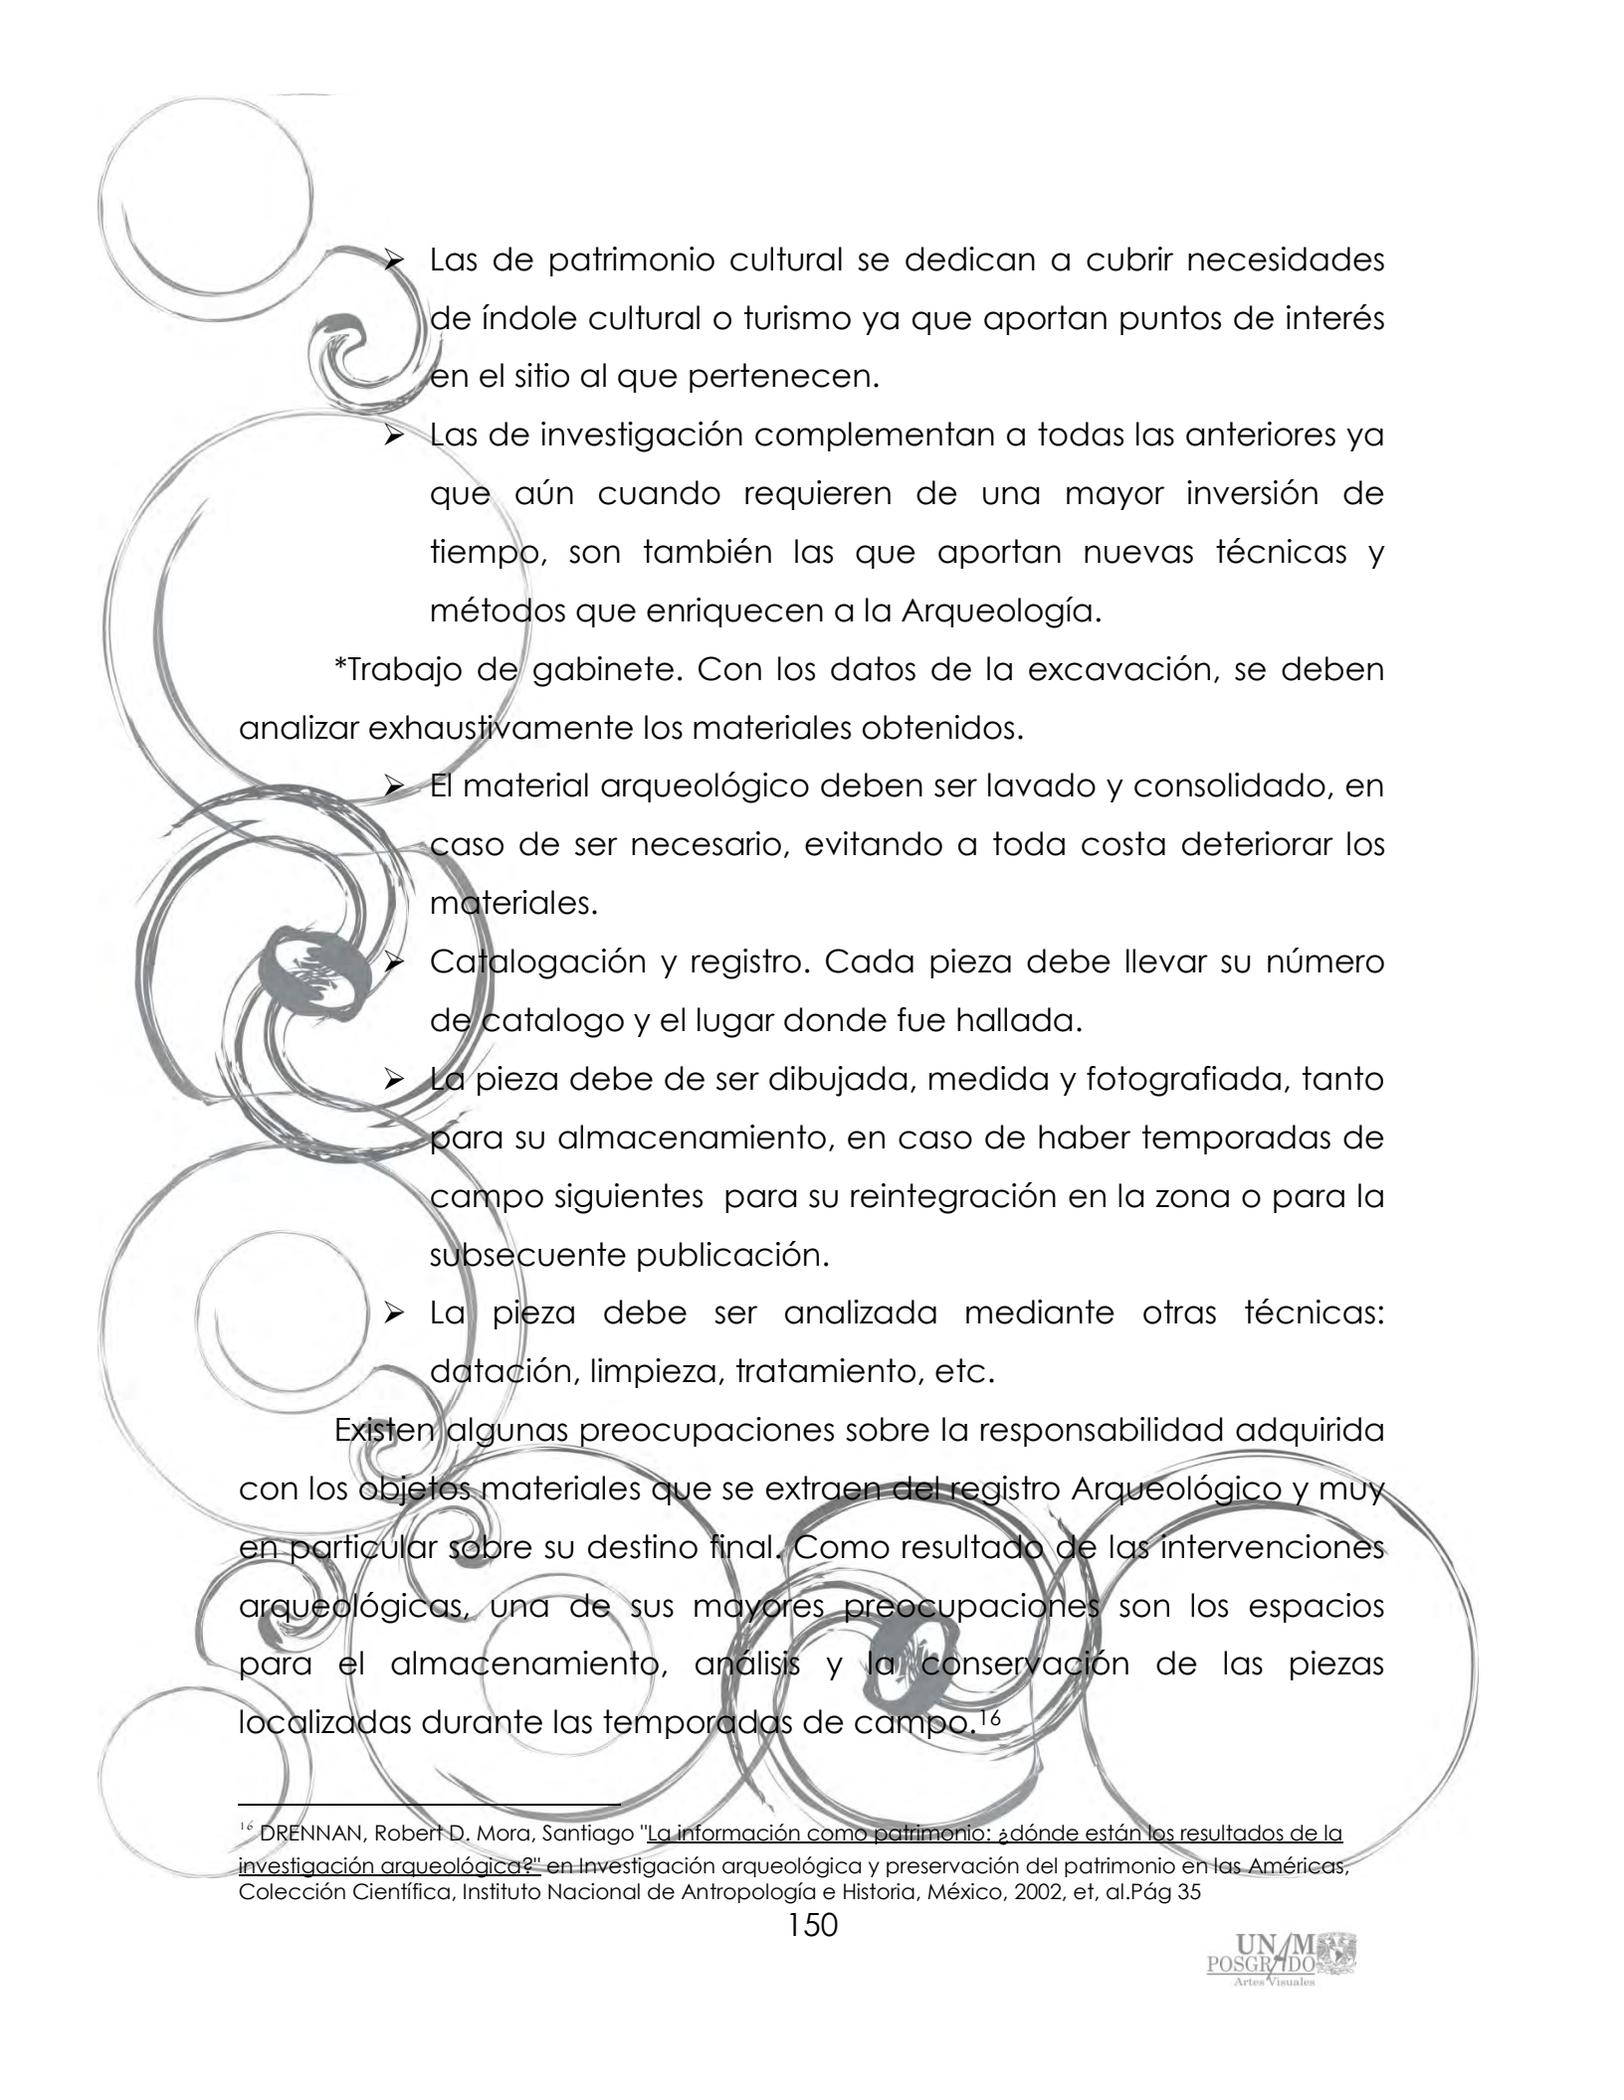 ➢ Las de patrimonio cultural se dedican a cubrir necesidades
de índole cultural o turismo ya que aportan puntos de interés
en el sitio al que pertenecen.
➢ Las de investigación complementan a todas las anteriores ya
que aún cuando requieren de una mayor inversión de
tiempo, son también las que aportan nuevas técnicas y
métodos que enriquecen a la Arqueología.
*Trabajo de gabinete. Con los datos de la excavación, se deben
analizar exhaustivamente los materiales obtenidos.
➢ El material arqueológico deben ser lavado y consolidado, en
caso de ser necesario, evitando a toda costa deteriorar los
materiales.
➢ Catalogación y registro. Cada pieza debe llevar su número
de catalogo y el lugar donde fue hallada.
➢ La pieza debe de ser dibujada, medida y fotografiada, tanto
para su almacenamiento, en caso de haber temporadas de
campo siguientes  para su reintegración en la zona o para la
subsecuente publicación.
➢ La pieza debe ser analizada mediante otras técnicas:
datación, limpieza, tratamiento, etc.
Existen algunas preocupaciones sobre la responsabilidad adquirida
con los objetos materiales que se extraen del registro Arqueológico y muy
en particular sobre su destino final. Como resultado de las intervenciones
arqueológicas, una de sus mayores preocupaciones son los espacios
para el almacenamiento, análisis y la conservación de las piezas
localizadas durante las temporadas de campo.16
16 DRENNAN, Robert D. Mora, Santiago "La información como patrimonio: ¿dónde están los resultados de la
investigación arqueológica?" en Investigación arqueológica y preservación del patrimonio en las Américas,
Colección Científica, Instituto Nacional de Antropología e Historia, México, 2002, et, al.Pág 35
150
UNAM
POSGRADO
Artes Visuales